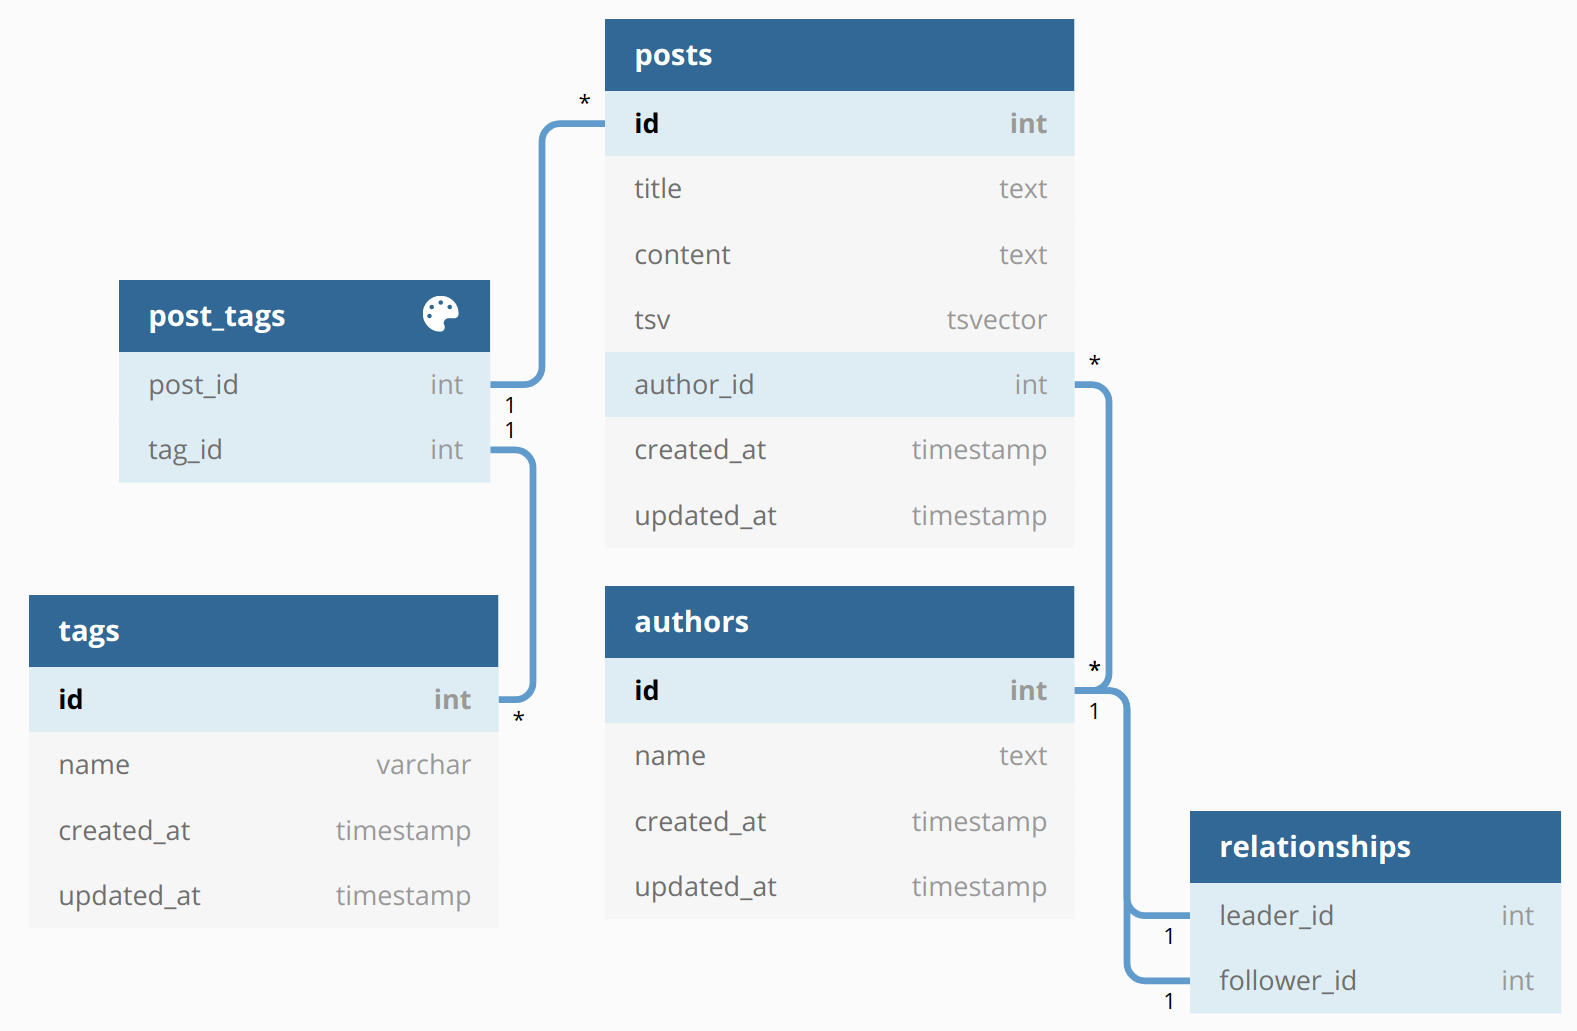 posts
id int
title text
content text
tsv tsvector
author_id int
created_at timestamp
updated_at timestamp
*
*
post_tags
post_id int
tag_id int
1
1
tags
id int
name varchar
created_at timestamp
updated_at timestamp
*
authors
id int
name text
created_at timestamp
updated_at timestamp
*
1
relationships
leader_id int
follower_id int
1
1